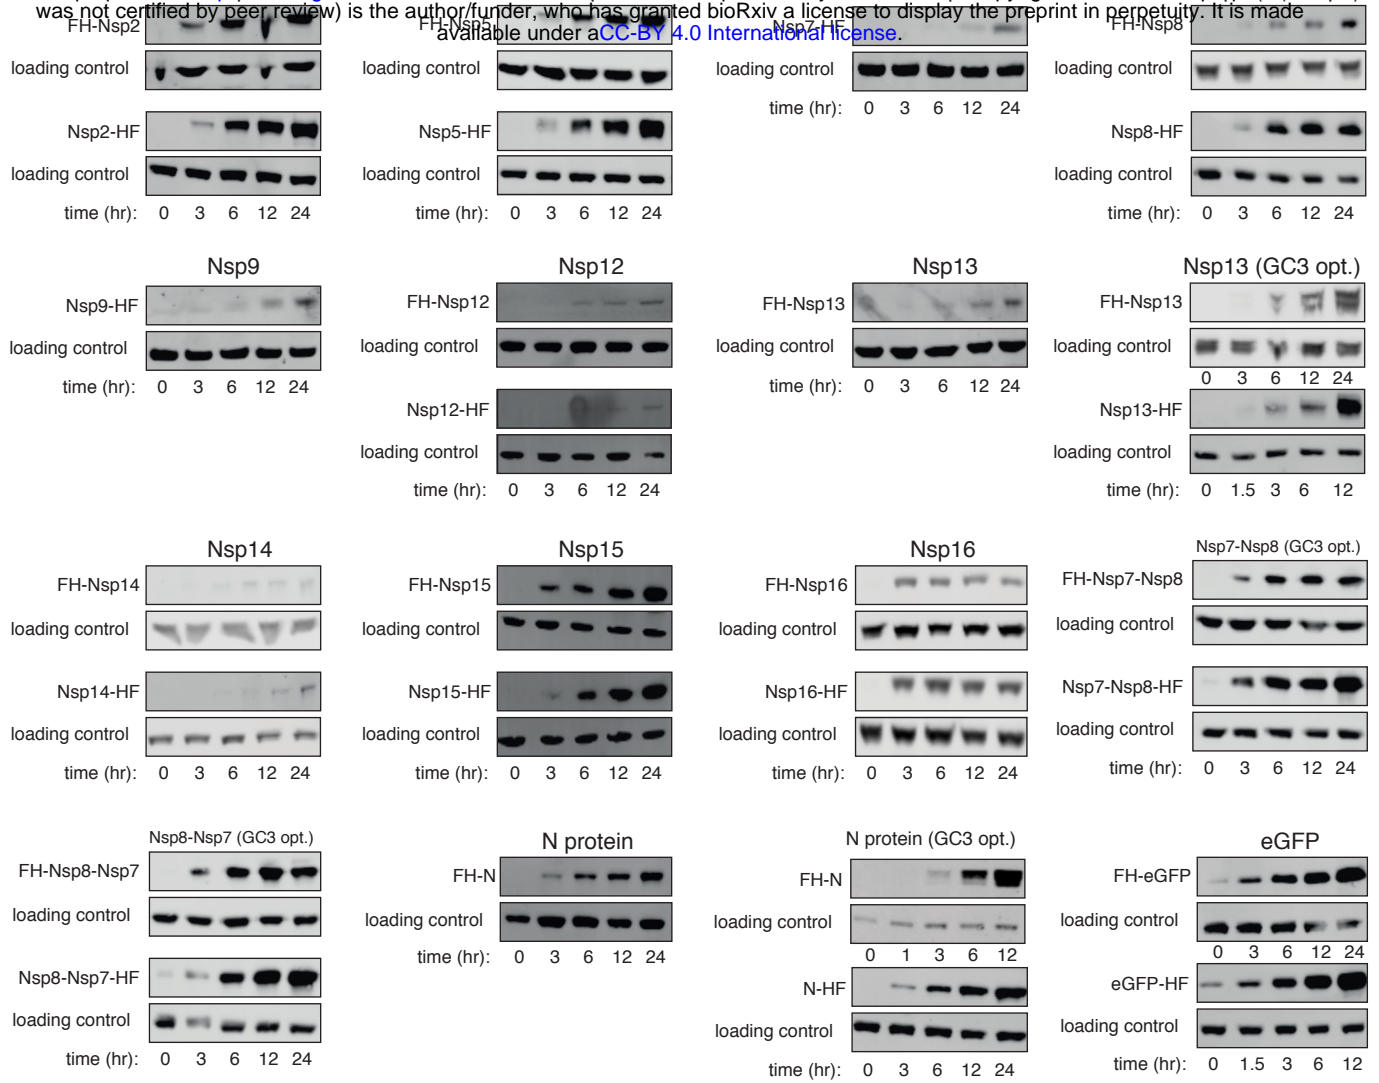 was not certified by peer review) is the author/funder, who has granted bioRxiv a license to display the preprint in perpetuity. It is made
available under aCC-BY 4.0 International license.
FH-Nsp2
loading control
Nsp2-HF
loading control
time (hr): 0 3 6 12 24
FH-Nsp5
loading control
Nsp5-HF
loading control
time (hr): 0 3 6 12 24
Nsp7-HF
loading control
time (hr): 0 3 6 12 24
FH-Nsp8
loading control
Nsp8-HF
loading control
time (hr): 0 3 6 12 24
Nsp9
Nsp9-HF
loading control
time (hr): 0 3 6 12 24
Nsp12
FH-Nsp12
loading control
Nsp12-HF
loading control
time (hr): 0 3 6 12 24
Nsp13
FH-Nsp13
loading control
time (hr): 0 3 6 12 24
Nsp13 (GC3 opt.)
FH-Nsp13
loading control
0 3 6 12 24
Nsp13-HF
loading control
time (hr): 0 1.5 3 6 12
Nsp14
FH-Nsp14
loading control
Nsp14-HF
loading control
time (hr): 0 3 6 12 24
Nsp15
FH-Nsp15
loading control
Nsp15-HF
loading control
time (hr): 0 3 6 12 24
Nsp16
FH-Nsp16
loading control
Nsp16-HF
loading control
time (hr): 0 3 6 12 24
Nsp7-Nsp8 (GC3 opt.)
FH-Nsp7-Nsp8
loading control
Nsp7-Nsp8-HF
loading control
time (hr): 0 3 6 12 24
Nsp8-Nsp7 (GC3 opt.)
FH-Nsp8-Nsp7
loading control
Nsp8-Nsp7-HF
loading control
time (hr): 0 3 6 12 24
N protein
FH-N
loading control
time (hr): 0 3 6 12 24
N protein (GC3 opt.)
FH-N
loading control
0 1 3 6 12
N-HF
loading control
time (hr): 0 3 6 12 24
eGFP
FH-eGFP
loading control
0 3 6 12 24
eGFP-HF
loading control
time (hr): 0 1.5 3 6 12